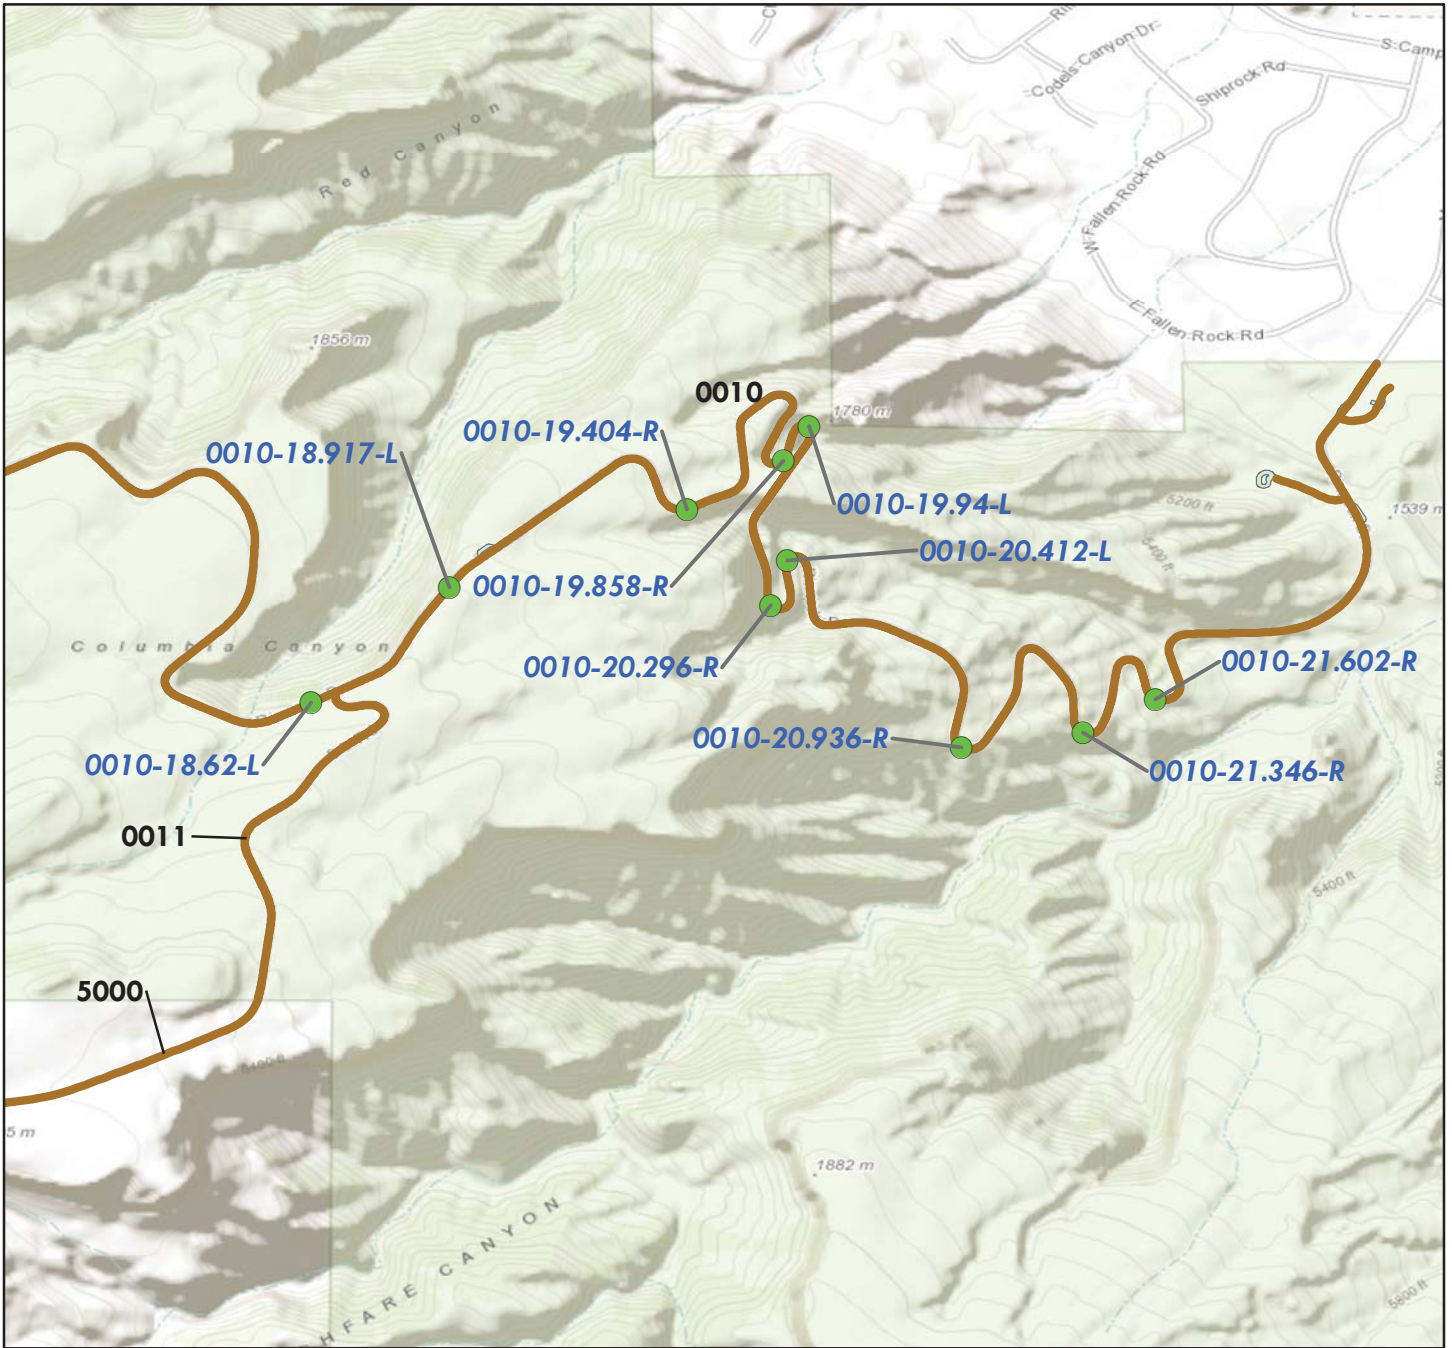 Codels Canyon Dr
S Camp
Shiprock Rd
Red Canyon
W Fallen Rock Rd
E Fallen Rock Rd
1856 m
0010
1780 m
0010-19.404-R
0010-18.917-L
0010-19.94-L
5200 ft
1539 m
0010-20.412-L
5400 ft
0010-19.858-R
Columbia Canyon
0010-20.296-R
0010-21.602-R
0010-20.936-R
0010-18.62-L
0010-21.346-R
0011
5400 ft
5000
5 m
1882 m
HFARE CANYON
5800 ft